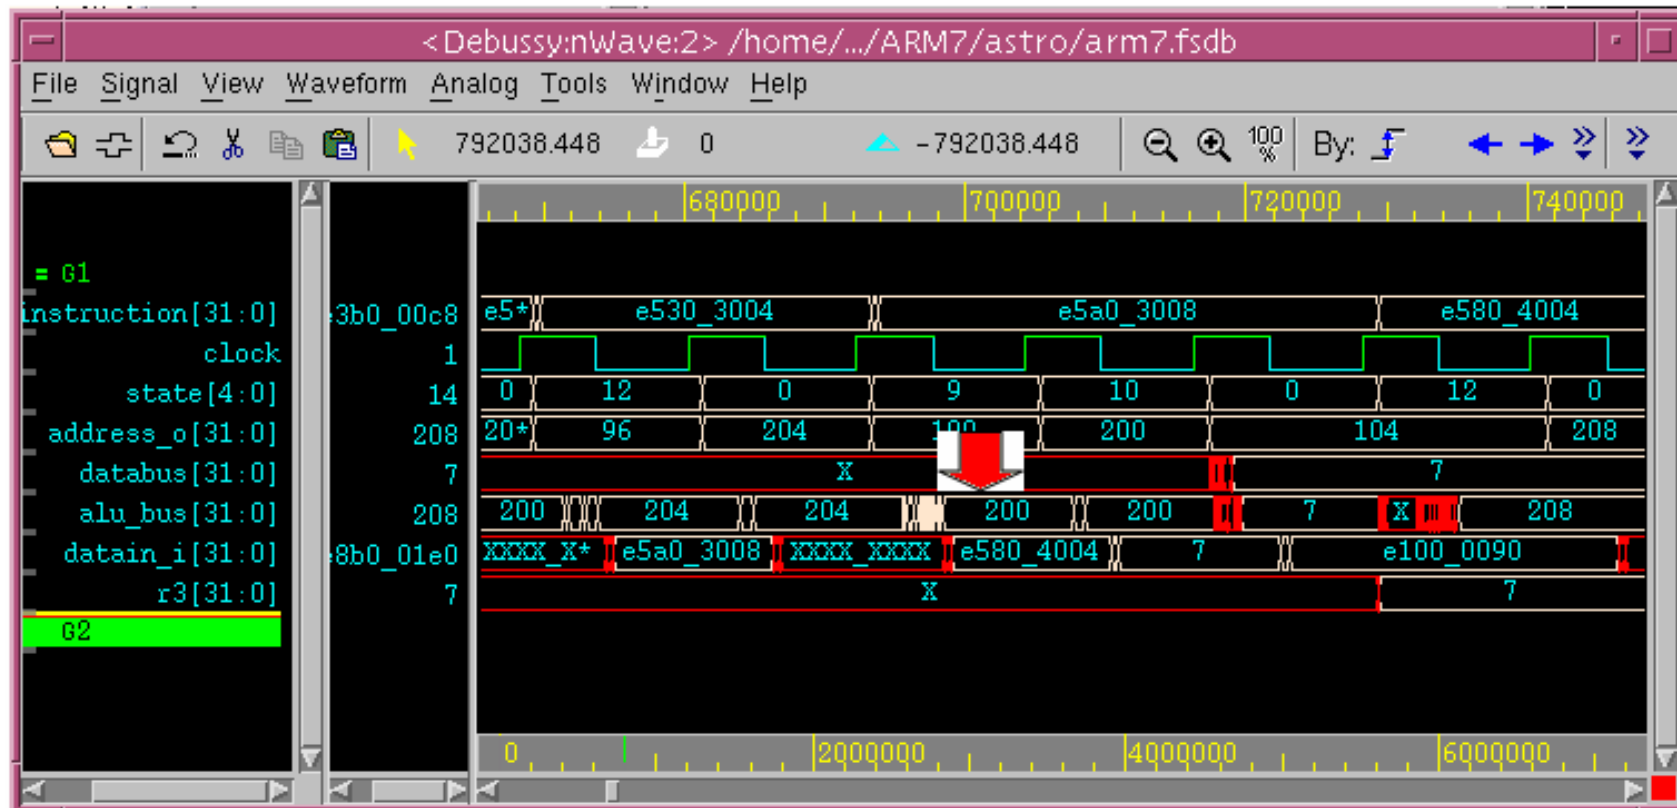 <Debussy:nWave:2> /home/.../ARM7/astro/arm7.fsdb
File Signal View Waveform Analog Tools Window Help
792038.448 0 -792038.448 100 % By:
680000 700000 720000 740000
= G1
instruction[31:0] 3b0_00c8 e5* e530_3004 e5a0_3008 e580_4004
clock 1
state[4:0] 14 0 12 0 9 10 0 12 0
address_o[31:0] 208 20* 96 204 100 200 104 208
databus[31:0] 7 X 7
alu_bus[31:0] 208 200 204 204 200 200 7 X 208
datain_i[31:0] 8b0_01e0 XXXX_X* e5a0_3008 XXXX_XXXX e580_4004 7 e100_0090
r3[31:0] 7 X 7
G2
0 2000000 4000000 6000000